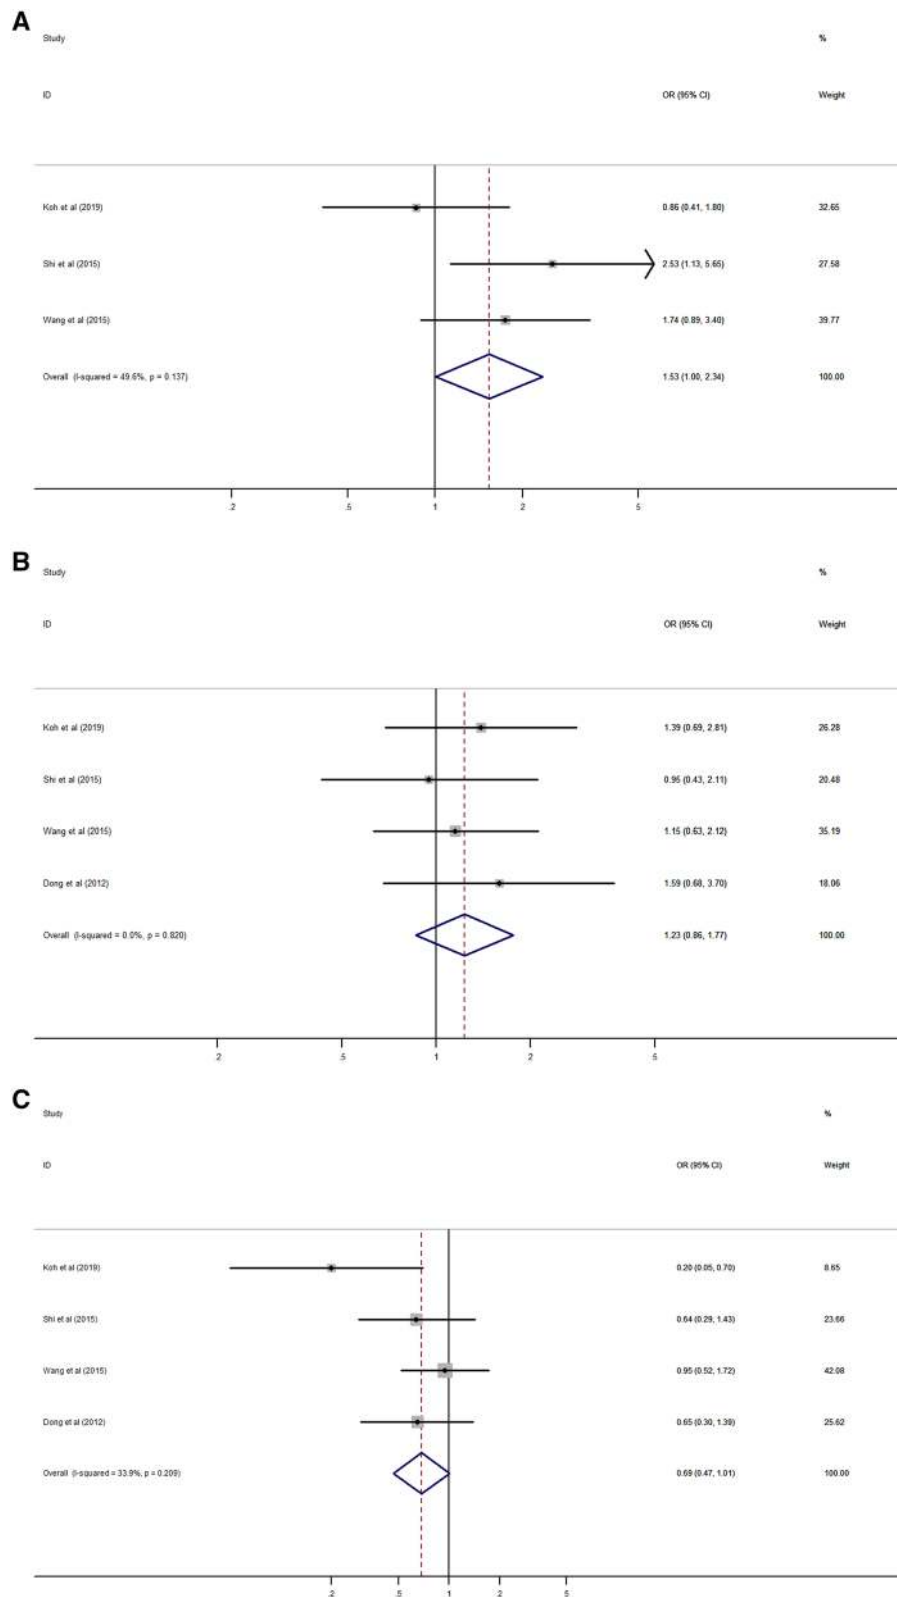 A
Study %
ID OR (95% CI) Weight
Koh et al (2019) 0.86 (0.41, 1.80) 32.65
Shi et al (2015) 2.53 (1.13, 5.65) 27.58
Wang et al (2015) 1.74 (0.89, 3.40) 39.77
Overall (I-squared = 49.6%, p = 0.137) 1.53 (1.00, 2.34) 100.00
.2 .5 1 2 5
B
Study %
ID OR (95% CI) Weight
Koh et al (2019) 1.39 (0.69, 2.81) 26.28
Shi et al (2015) 0.95 (0.43, 2.11) 20.48
Wang et al (2015) 1.15 (0.63, 2.12) 35.19
Dong et al (2012) 1.59 (0.68, 3.70) 18.06
Overall (I-squared = 0.0%, p = 0.820) 1.23 (0.86, 1.77) 100.00
.2 .5 1 2 5
C
Study %
ID OR (95% CI) Weight
Koh et al (2019) 0.20 (0.05, 0.70) 8.65
Shi et al (2015) 0.64 (0.29, 1.43) 23.66
Wang et al (2015) 0.95 (0.52, 1.72) 42.08
Dong et al (2012) 0.65 (0.30, 1.39) 25.62
Overall (I-squared = 33.9%, p = 0.209) 0.69 (0.47, 1.01) 100.00
.2 .5 1 2 5